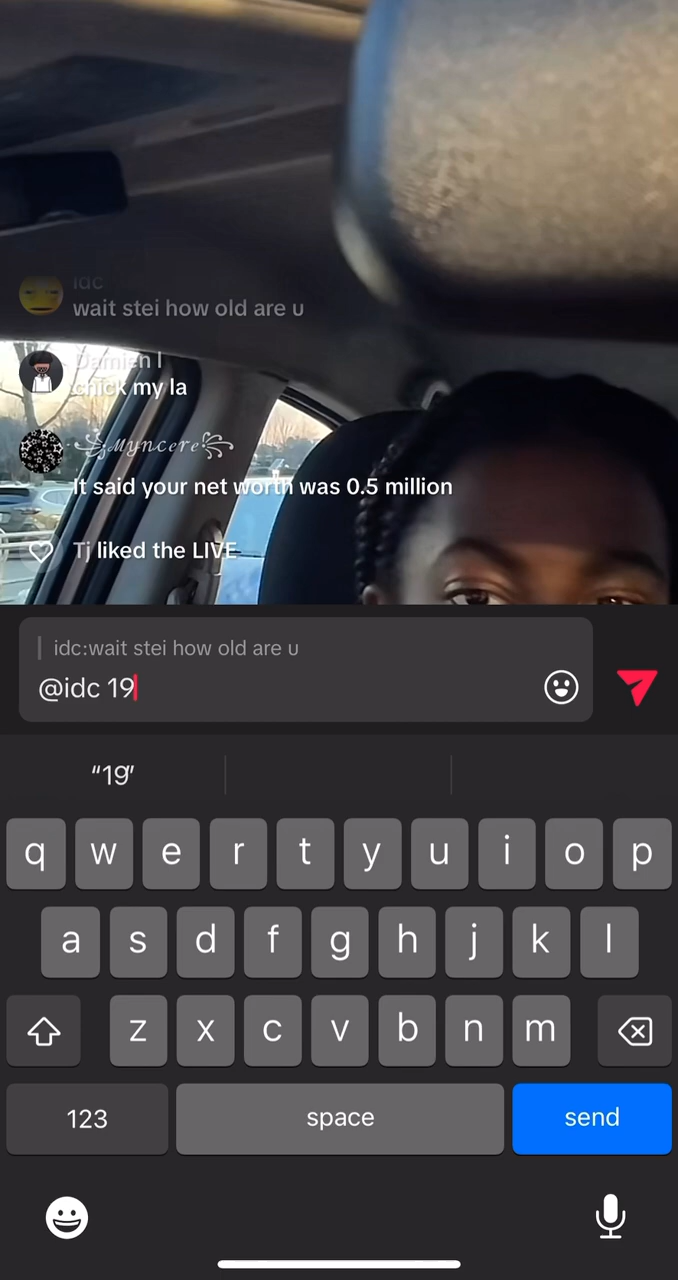 idc
wait stei how old are u
Damien l
chick my la
Myncere
It said your net worth was 0.5 million
Tj liked the LIVE
idc:wait stei how old are u
@idc 19
“19”
q w e r t y u i o p
a s d f g h j k l
z x c v b n m
123 space send